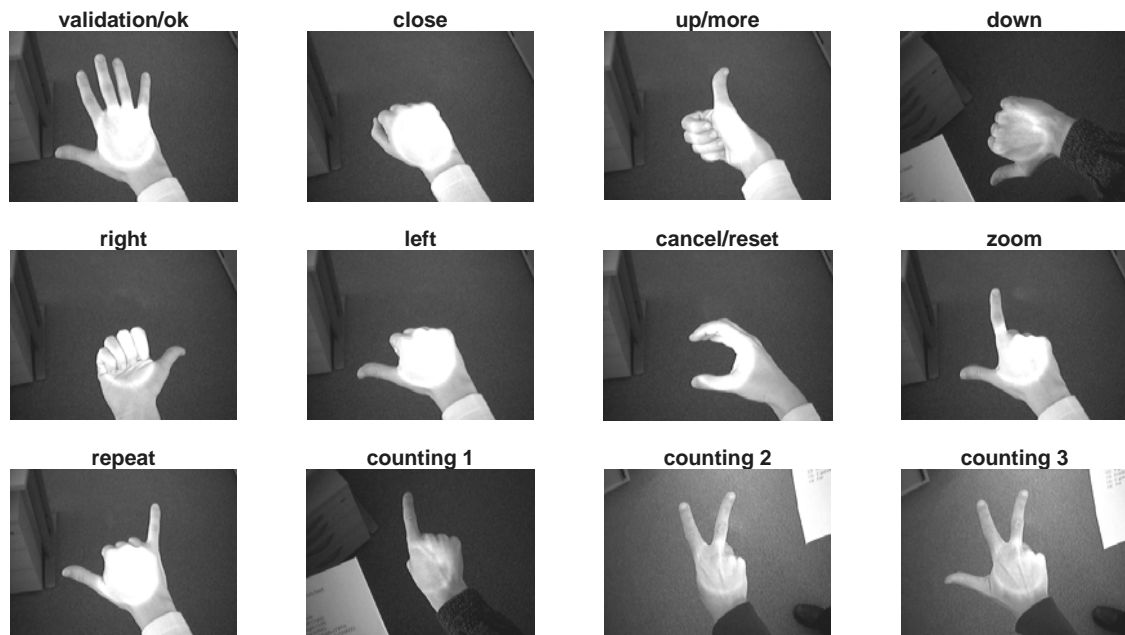 validation/ok
close
up/more
down
right
left
cancel/reset
zoom
repeat
counting 1
counting 2
counting 3